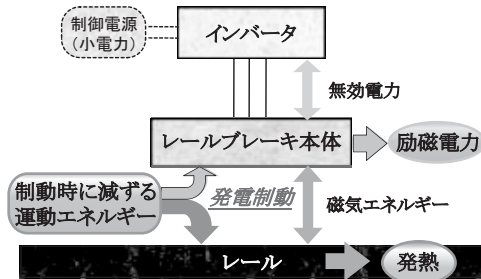 制御電源
(小電力)
インバータ
無効電力
レールブレーキ本体
励磁電力
制動時に減ずる
運動エネルギー
発電制動
磁気エネルギー
レール
発熱